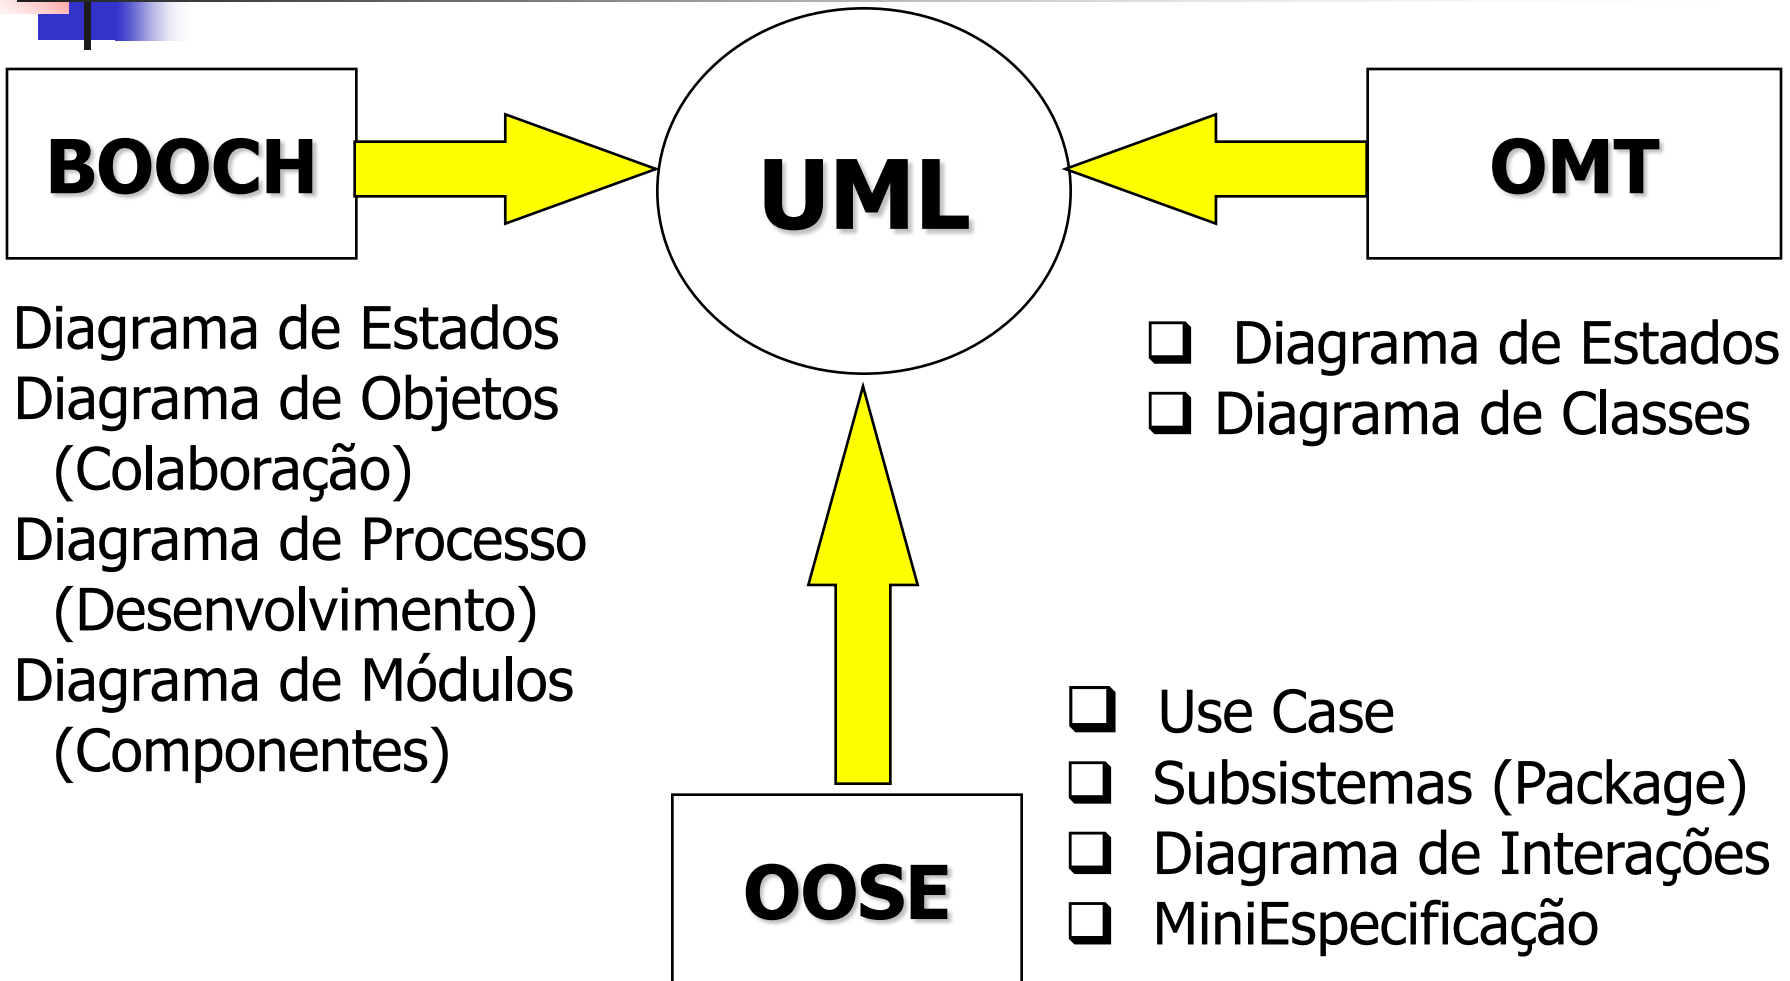 BOOCH
UML
OMT
Diagrama de Estados
Diagrama de Objetos
(Colaboração)
Diagrama de Processo
(Desenvolvimento)
Diagrama de Módulos
(Componentes)
Diagrama de Estados
Diagrama de Classes
OOSE
Use Case
Subsistemas (Package)
Diagrama de Interações
MiniEspecificação